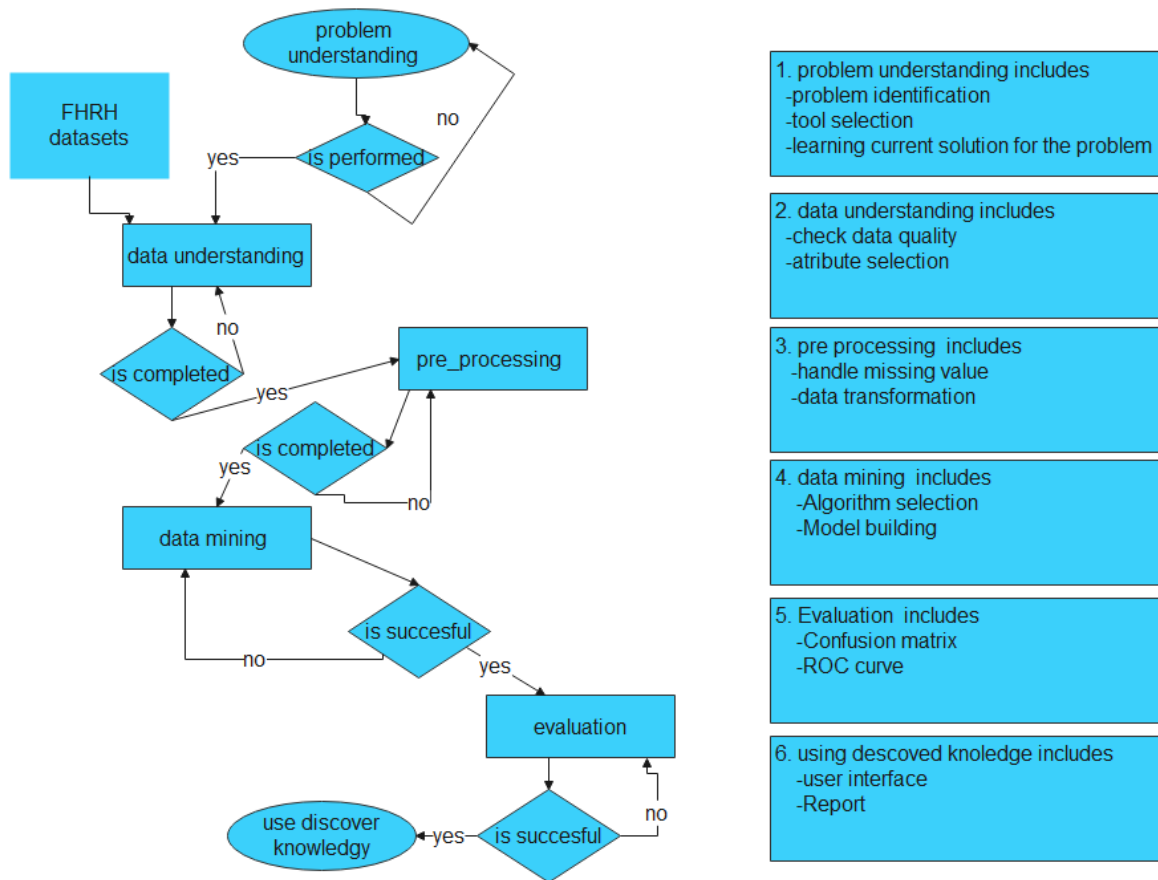 problem
understanding
FHRH
datasets
no
yes
is performed
data understanding
no
is completed
yes
pre_processing
is completed
yes
no
data mining
is succesful
no
yes
evaluation
no
is succesful
yes
use discover
knowledgy
1. problem understanding includes
-problem identification
-tool selection
-learning current solution for the problem
2. data understanding includes
-check data quality
-atribute selection
3. pre processing includes
-handle missing value
-data transformation
4. data mining includes
-Algorithm selection
-Model building
5. Evaluation includes
-Confusion matrix
-ROC curve
6. using descoved knoledge includes
-user interface
-Report